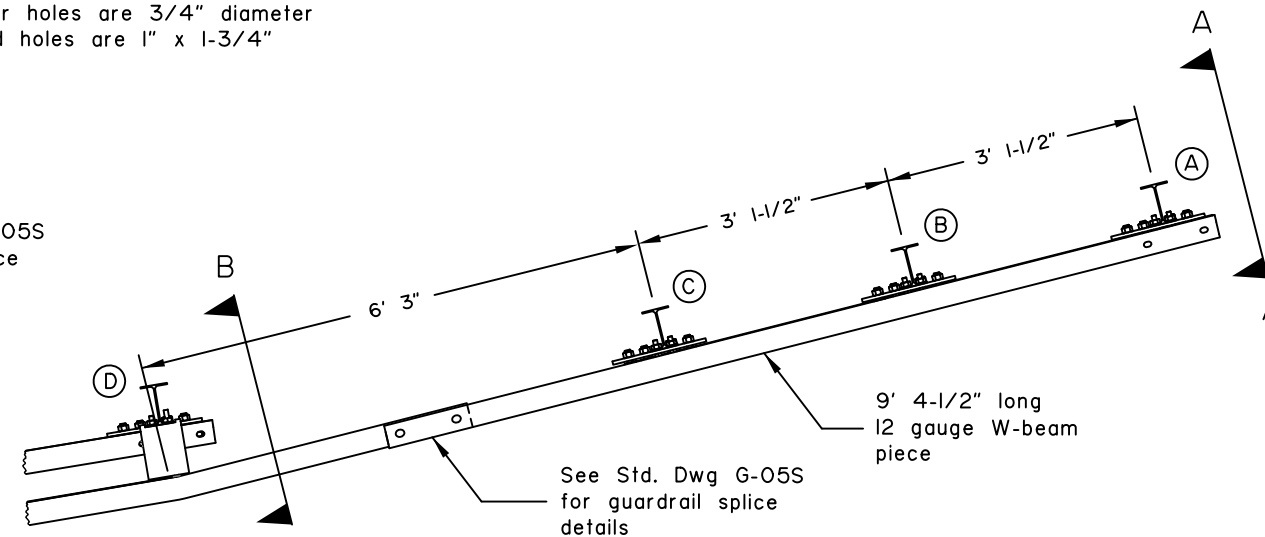 r holes are 3/4" diameter
d holes are 1" x 1-3/4"
A
3' 1-1/2"
A
05S
ce
3' 1-1/2"
B
B
6' 3"
C
D
9' 4-1/2" long
12 gauge W-beam
piece
See Std. Dwg G-05S
for guardrail splice
details